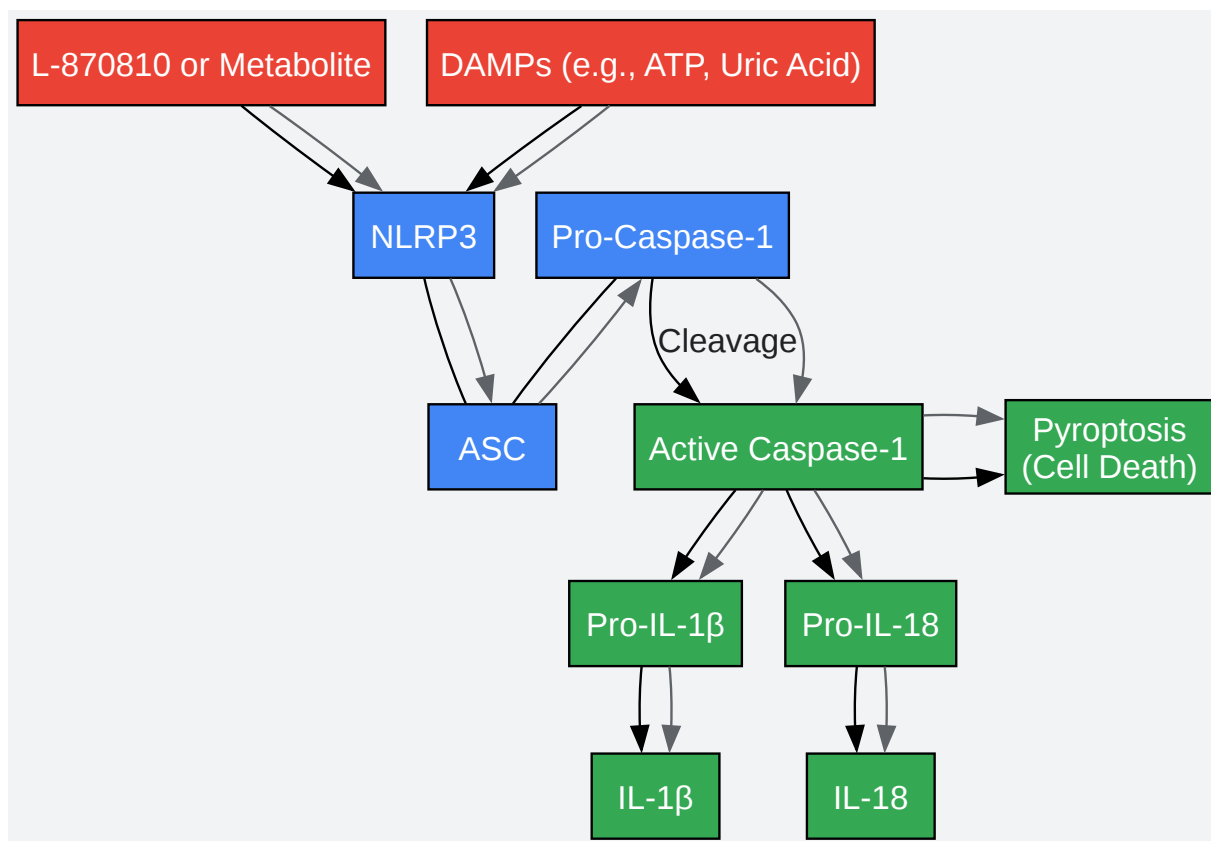 L-870810 or Metabolite
DAMPs (e.g., ATP, Uric Acid)
NLRP3
Pro-Caspase-1
Cleavage
ASC
Active Caspase-1
Pyroptosis
(Cell Death)
Pro-IL-1β
Pro-IL-18
IL-1β
IL-18